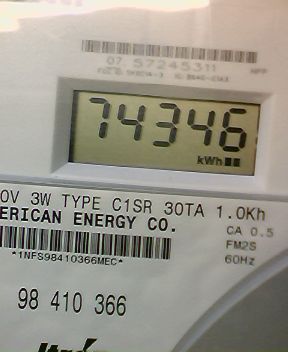 07 57245311
74346
kWh
0V 3W TYPE C1SR 30TA 1.0Kh
ERICAN ENERGY CO.
CA 0.5
FM2S
60Hz
*1NFS98410366MEC*
98 410 366
Itron